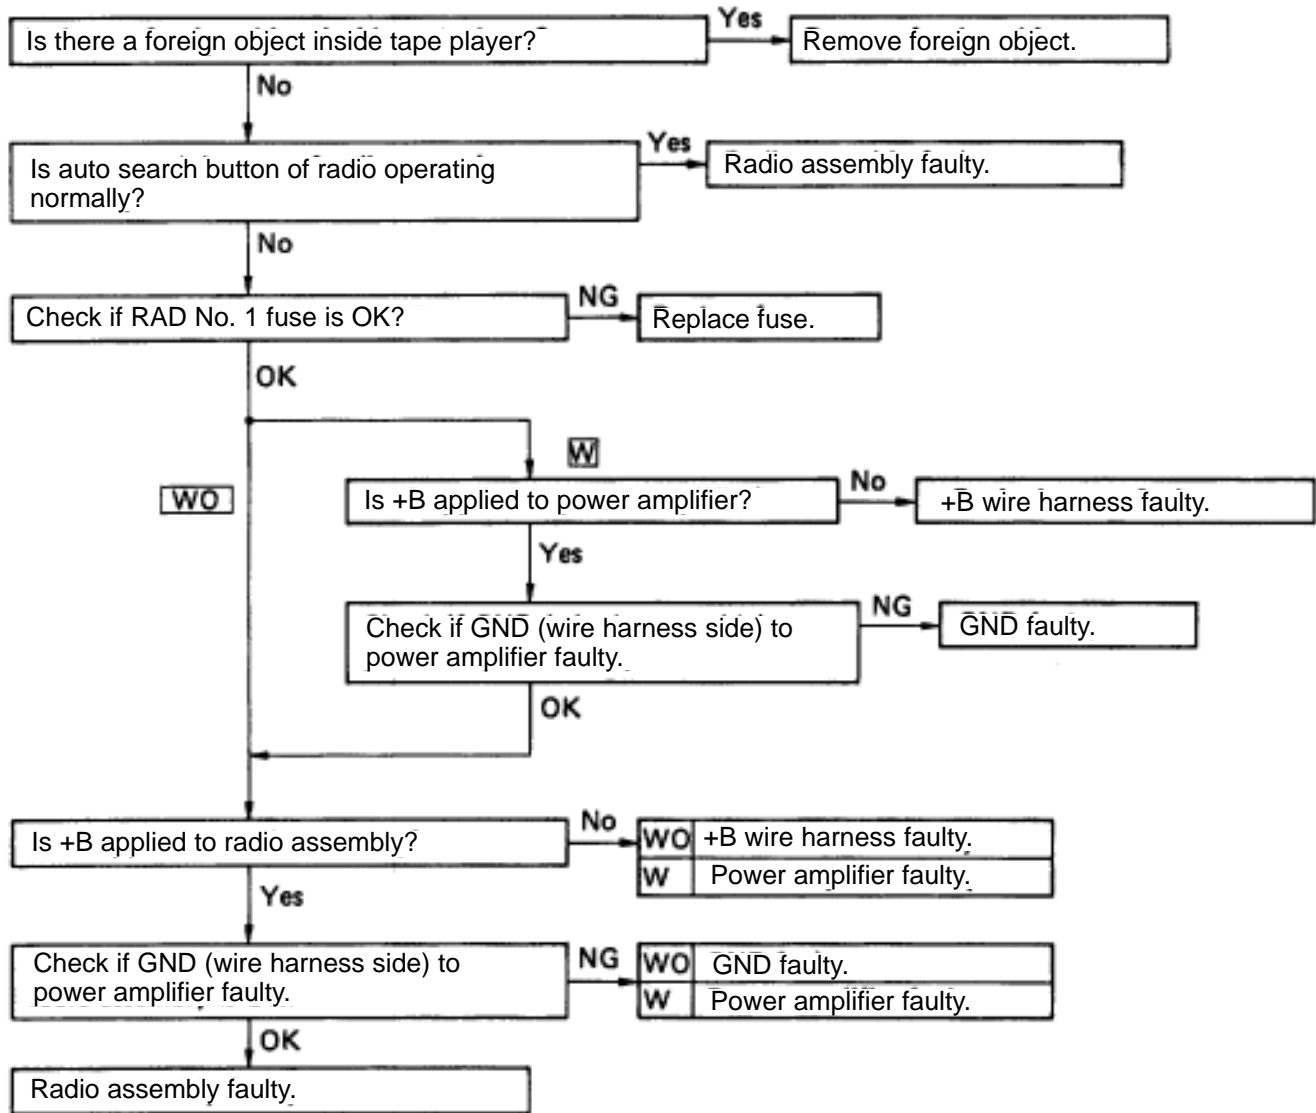 Is there a foreign object inside tape player?
Yes
Remove foreign object.
No
Is auto search button of radio operating
normally?
Yes
Radio assembly faulty.
No
Check if RAD No. 1 fuse is OK?
NG
Replace fuse.
OK
W
WO
Is +B applied to power amplifier?
No
+B wire harness faulty.
Yes
Check if GND (wire harness side) to
power amplifier faulty.
NG
GND faulty.
OK
Is +B applied to radio assembly?
No
WO +B wire harness faulty.
W Power amplifier faulty.
Yes
Check if GND (wire harness side) to
power amplifier faulty.
NG
WO GND faulty.
W Power amplifier faulty.
OK
Radio assembly faulty.